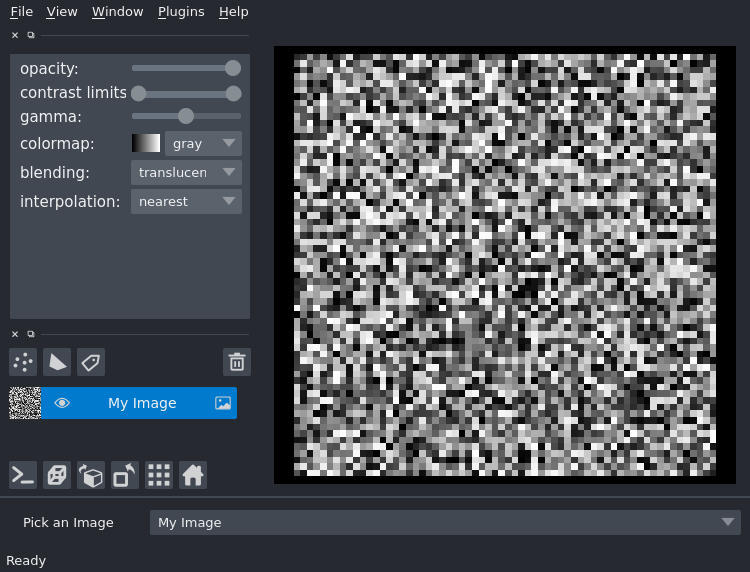 File View Window Plugins Help
opacity:
contrast limits
gamma:
colormap: gray
blending: translucen
interpolation: nearest
My Image
Pick an Image My Image
Ready